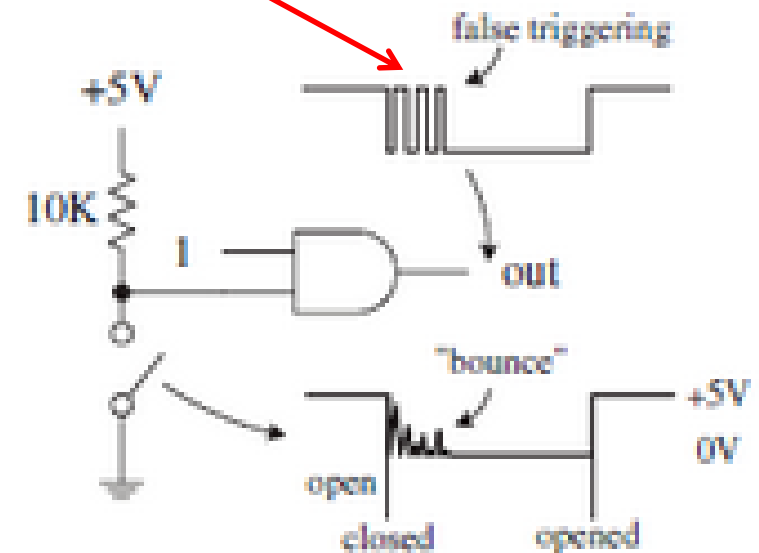 false triggering
+5V
10K
1
out
"bounce"
+5V
0V
open
closed
opened